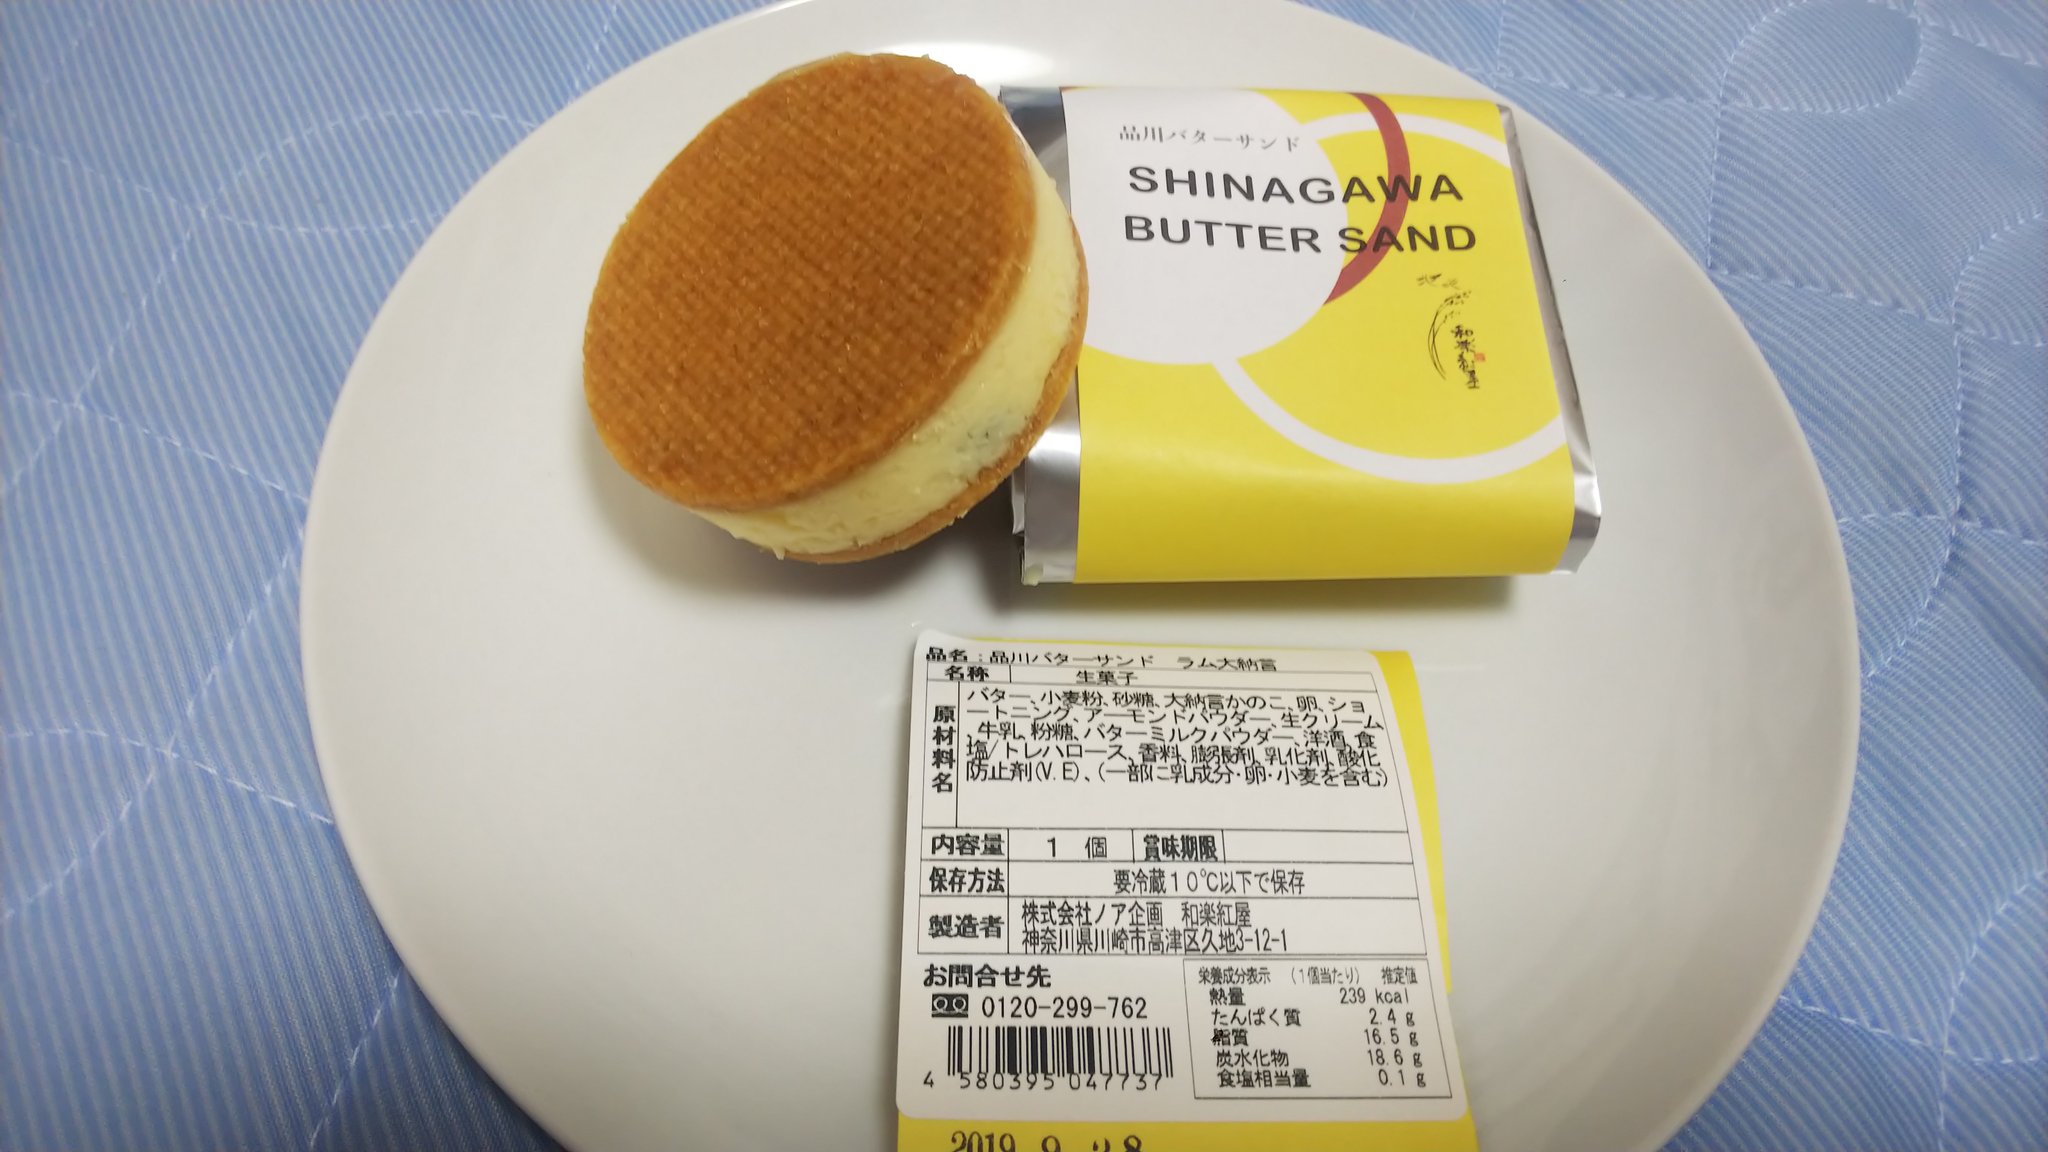 品川バターサンド
SHINAGAWA
BUTTER SAND
和楽紅屋
品名：品川バターサンド　ラム大納言
名称　生菓子
原材料名
バター、小麦粉、砂糖、大納言かのこ、卵、ショ
ートニング、アーモンドパウダー、生クリーム
、牛乳、粉糖、バターミルクパウダー、洋酒、食
塩/トレハロース、香料、膨張剤、乳化剤、酸化
防止剤(V.E)、(一部に乳成分・卵・小麦を含む)
内容量　1 個　賞味期限
保存方法　要冷蔵10℃以下で保存
製造者
株式会社ノア企画　和楽紅屋
神奈川県川崎市高津区久地3-12-1
お問合せ先
0120-299-762
4 580395 047737
栄養成分表示 (1個当たり) 推定値
熱量 239 kcal
たんぱく質 2.4 g
脂質 16.5 g
炭水化物 18.6 g
食塩相当量 0.1 g
2019. 9. 28